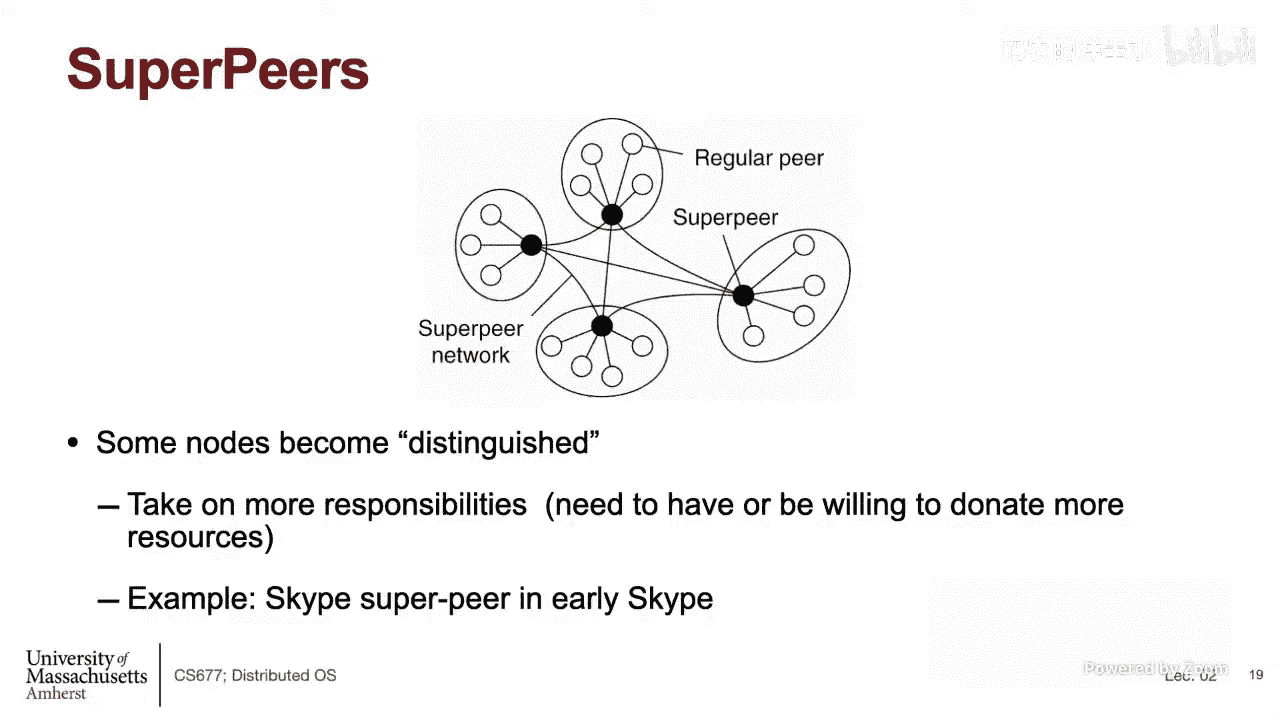 SuperPeers
bilibili
Regular peer
Superpeer
Superpeer
network
• Some nodes become “distinguished”
– Take on more responsibilities (need to have or be willing to donate more
resources)
– Example: Skype super-peer in early Skype
University of
Massachusetts
Amherst
CS677; Distributed OS
Powered by Zoom
Lec. 02
19